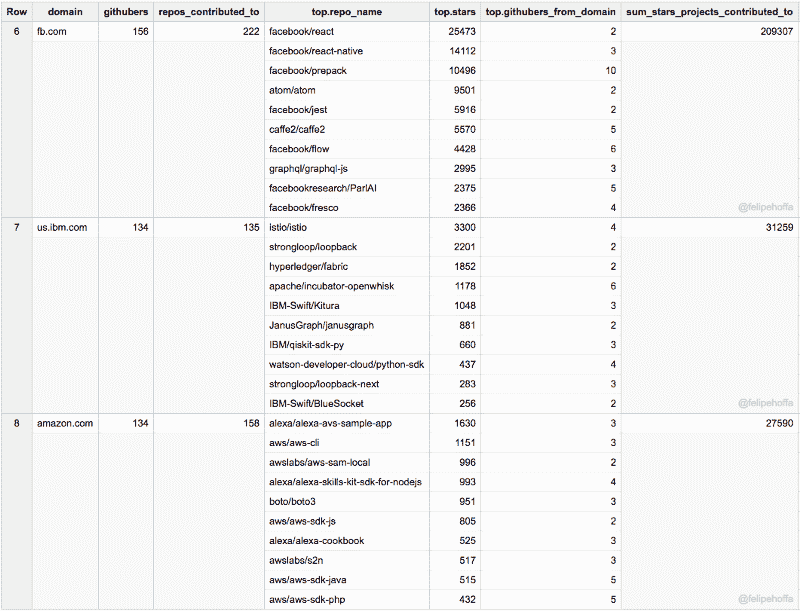 Row domain githubers repos_contributed_to top.repo_name top.stars top.githubers_from_domain sum_stars_projects_contributed_to
6 fb.com 156 222 facebook/react 25473 2 209307
facebook/react-native 14112 3
facebook/prepack 10496 10
atom/atom 9501 2
facebook/jest 5916 2
caffe2/caffe2 5570 5
facebook/flow 4428 6
graphql/graphql-js 2995 3
facebookresearch/ParlAI 2375 5
facebook/fresco 2366 4 @felipehoffa
7 us.ibm.com 134 135 istio/istio 3300 4 31259
strongloop/loopback 2201 2
hyperledger/fabric 1852 2
apache/incubator-openwhisk 1178 6
IBM-Swift/Kitura 1048 3
JanusGraph/janusgraph 881 2
IBM/qiskit-sdk-py 660 3
watson-developer-cloud/python-sdk 437 4
strongloop/loopback-next 283 3
IBM-Swift/BlueSocket 256 2 @felipehoffa
8 amazon.com 134 158 alexa/alexa-avs-sample-app 1630 3 27590
aws/aws-cli 1151 3
awslabs/aws-sam-local 996 2
alexa/alexa-skills-kit-sdk-for-nodejs 993 4
boto/boto3 951 3
aws/aws-sdk-js 805 2
alexa/alexa-cookbook 525 3
awslabs/s2n 517 3
aws/aws-sdk-java 515 5
aws/aws-sdk-php 432 5 @felipehoffa